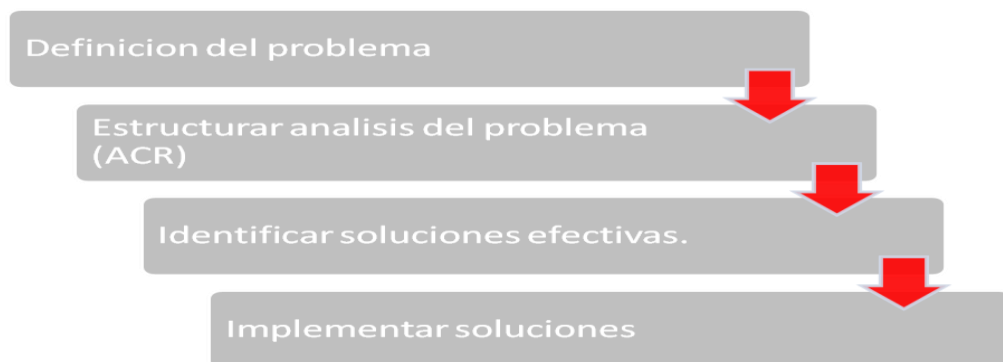 Definicion del problema
Estructurar analisis del problema
(ACR)
Identificar soluciones efectivas.
Implementar soluciones